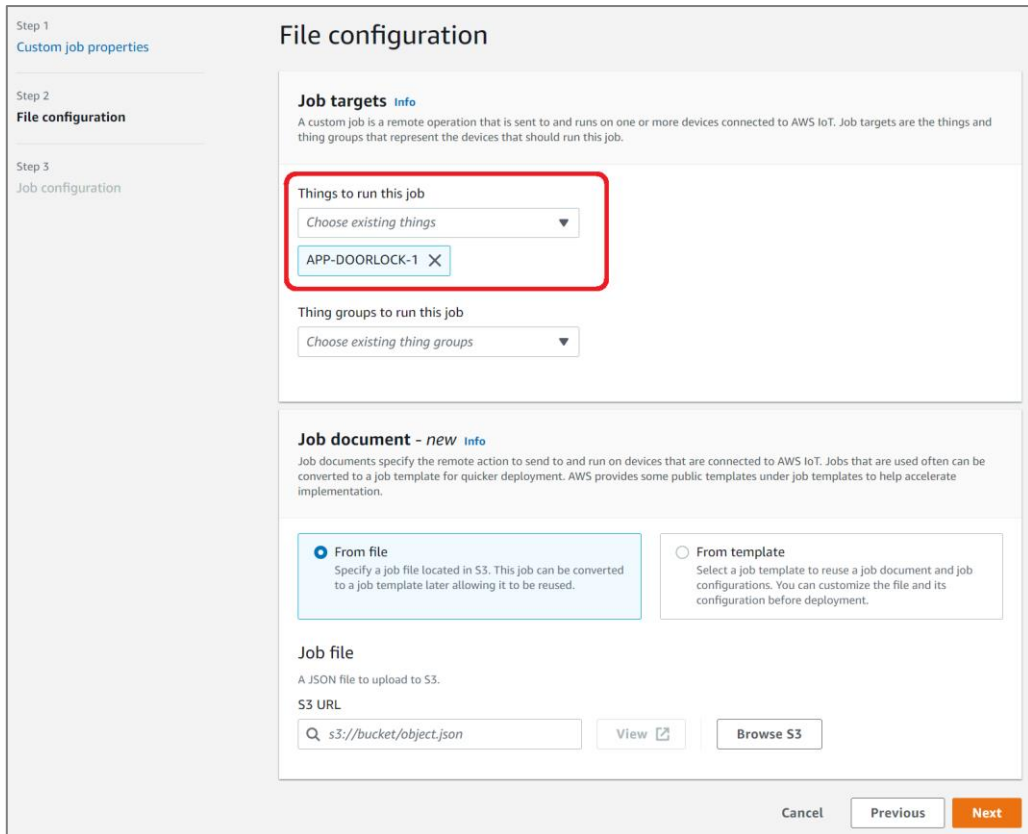 Step 1
Custom job properties
Step 2
File configuration
Step 3
Job configuration
File configuration
Job targets Info
A custom job is a remote operation that is sent to and runs on one or more devices connected to AWS IoT. Job targets are the things and
thing groups that represent the devices that should run this job.
Things to run this job
Choose existing things
APP-DOORLOCK-1
Thing groups to run this job
Choose existing thing groups
Job document - new Info
Job documents specify the remote action to send to and run on devices that are connected to AWS IoT. Jobs that are used often can be
converted to a job template for quicker deployment. AWS provides some public templates under job templates to help accelerate
implementation.
From file
Specify a job file located in S3. This job can be converted
to a job template later allowing it to be reused.
From template
Select a job template to reuse a job document and job
configurations. You can customize the file and its
configuration before deployment.
Job file
A JSON file to upload to S3.
S3 URL
s3://bucket/object.json
View
Browse S3
Cancel
Previous
Next